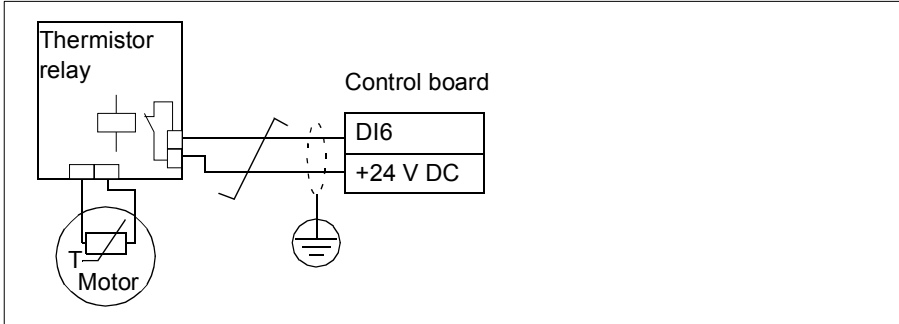 Thermistor
relay
Control board
DI6
+24 V DC
T
Motor